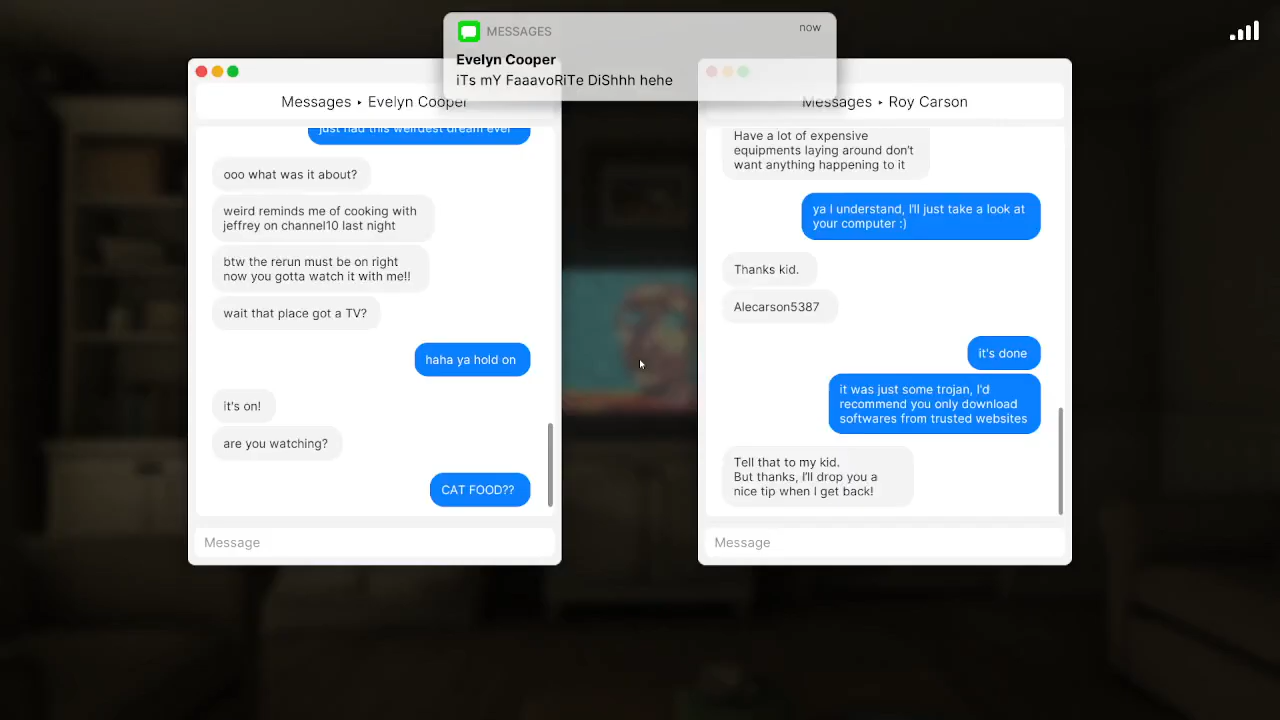 MESSAGES
now
Evelyn Cooper
iTs mY FaaavoRiTe DiShhh hehe
Messages ▸ Evelyn Cooper
just had this weirdest dream ever
ooo what was it about?
weird reminds me of cooking with
jeffrey on channel10 last night
btw the rerun must be on right
now you gotta watch it with me!!
wait that place got a TV?
haha ya hold on
it's on!
are you watching?
CAT FOOD??
Message
Messages ▸ Roy Carson
Have a lot of expensive
equipments laying around don't
want anything happening to it
ya I understand, I'll just take a look at
your computer :)
Thanks kid.
Alecarson5387
it's done
it was just some trojan, I'd
recommend you only download
softwares from trusted websites
Tell that to my kid.
But thanks, I'll drop you a
nice tip when I get back!
Message